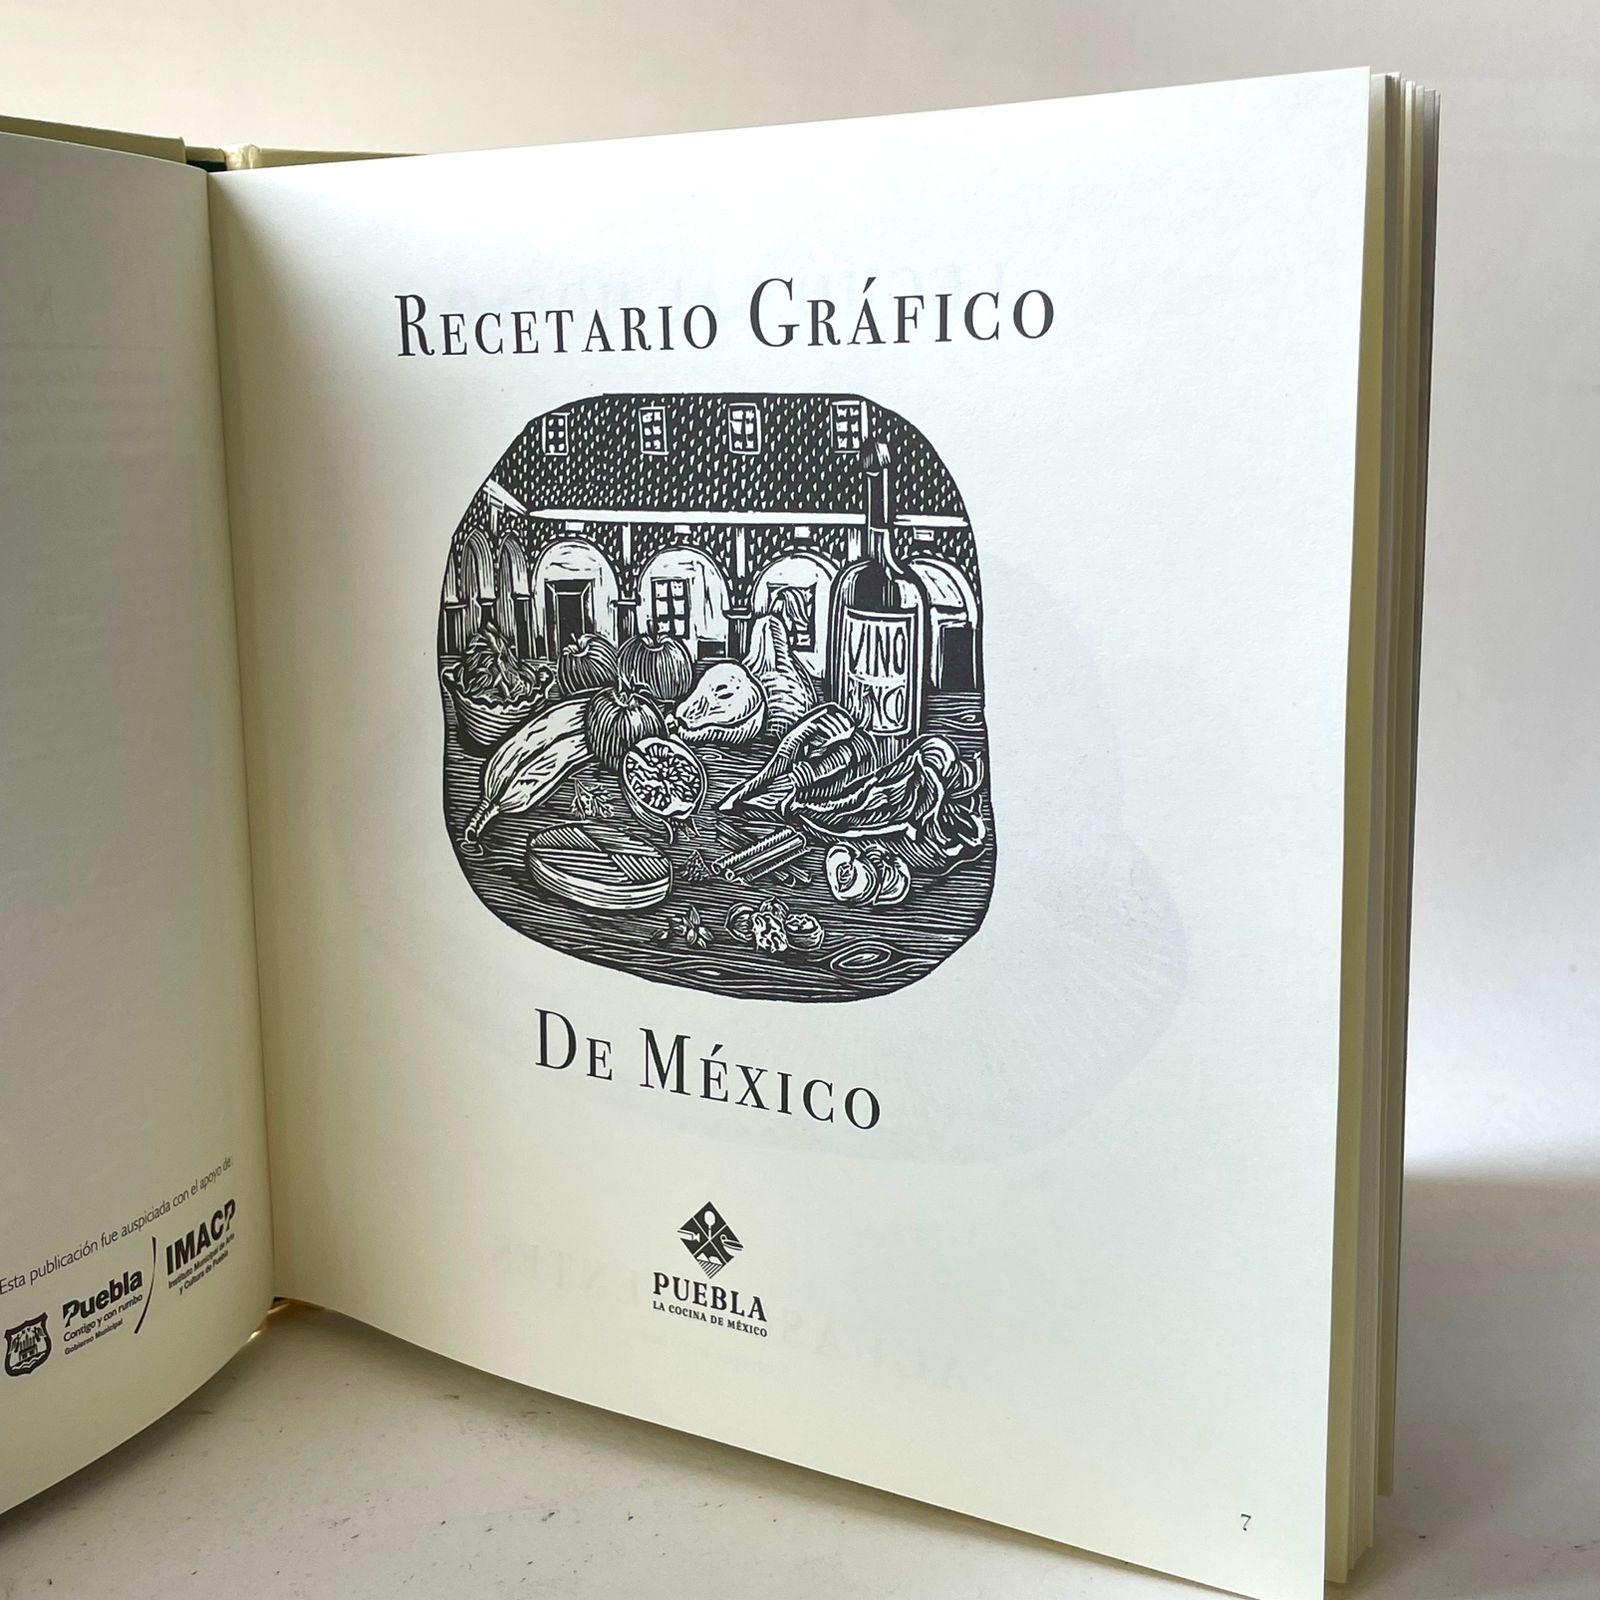 Esta publicación fue auspiciada con el apoyo de:
Puebla
Contigo y con rumbo
Gobierno Municipal
IMACP
Instituto Municipal de Arte
y Cultura de Puebla
Recetario Gráfico
VINO
De México
PUEBLA
LA COCINA DE MÉXICO
7